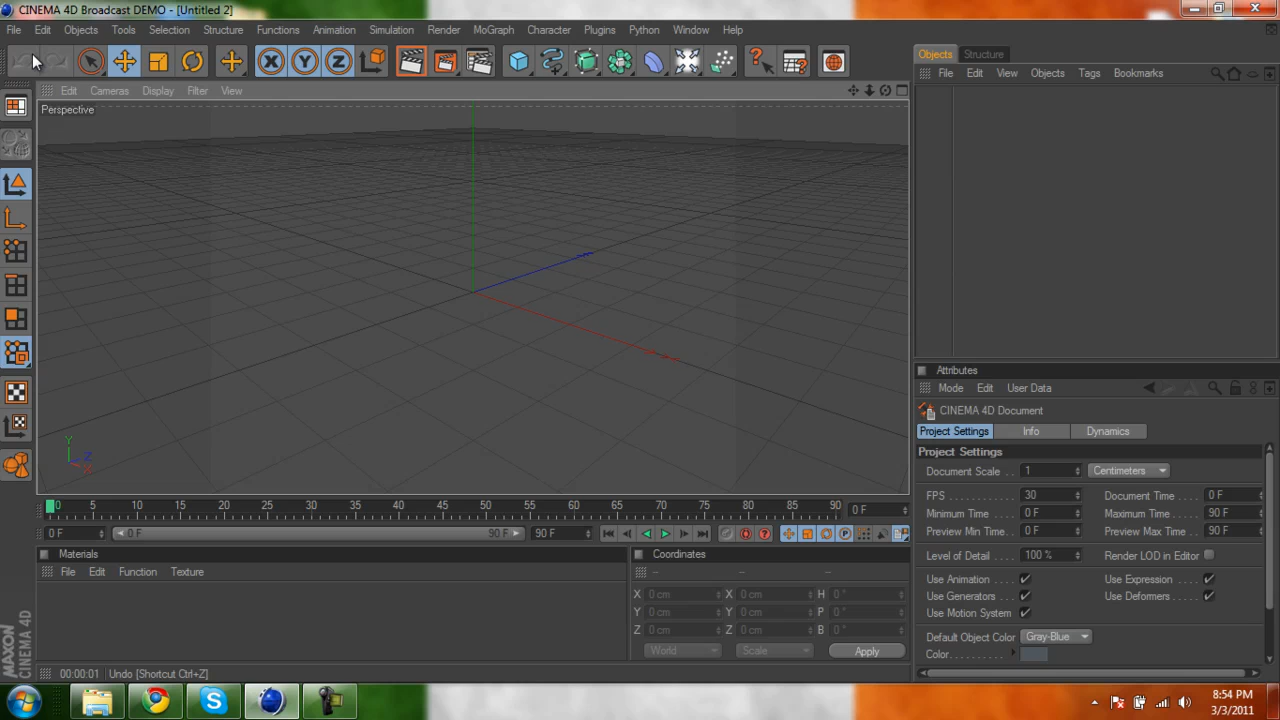 CINEMA 4D Broadcast DEMO - [Untitled 2]
File Edit Objects Tools Selection Structure Functions Animation Simulation Render MoGraph Character Plugins Python Window Help
X Y Z
Objects Structure
File Edit View Objects Tags Bookmarks
Edit Cameras Display Filter View
Perspective
Y
Z
X
Attributes
Mode Edit User Data
CINEMA 4D Document
Project Settings Info Dynamics
Project Settings
Document Scale . . 1 Centimeters
FPS . . . . . . . . . . . . 30 Document Time . . 0 F
Minimum Time . . . 0 F Maximum Time . . 90 F
Preview Min Time . . 0 F Preview Max Time . . 90 F
Level of Detail . . . 100 % Render LOD in Editor
Use Animation . . . Use Expression . . .
Use Generators . . . Use Deformers . . .
Use Motion System
Default Object Color Gray-Blue
Color . . . . . . . . . .
0 5 10 15 20 25 30 35 40 45 50 55 60 65 70 75 80 85 90 0 F
0 F 0 F 90 F 90 F
Materials
File Edit Function Texture
Coordinates
-- -- --
X 0 cm X 0 cm H 0 °
Y 0 cm Y 0 cm P 0 °
Z 0 cm Z 0 cm B 0 °
World Scale Apply
MAXON
CINEMA 4D
00:00:01 Undo [Shortcut Ctrl+Z]
8:54 PM
3/3/2011